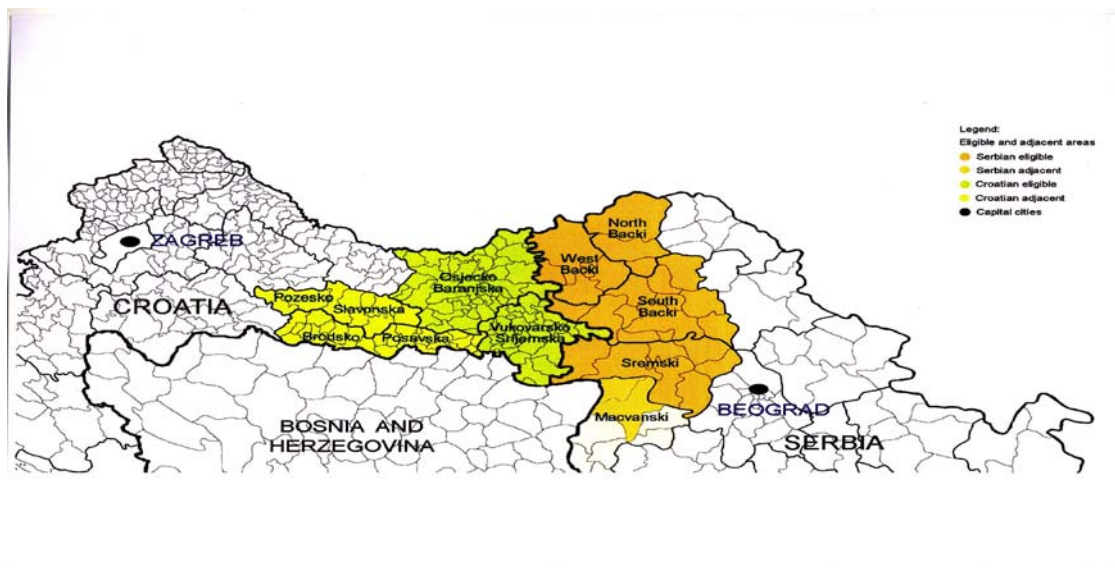 Legend:
Eligible and adjacent areas
Serbian eligible
Serbian adjacent
Croatian eligible
Croatian adjacent
Capital cities
North
Backi
ZAGREB
West
Backi
Osjecko
Baranjska
CROATIA
Pozesko
Slavonska
South
Backi
Brodsko
Posavska
Vukovarsko
Srijemska
Sremski
Macvanski
BEOGRAD
BOSNIA AND
HERZEGOVINA
SERBIA